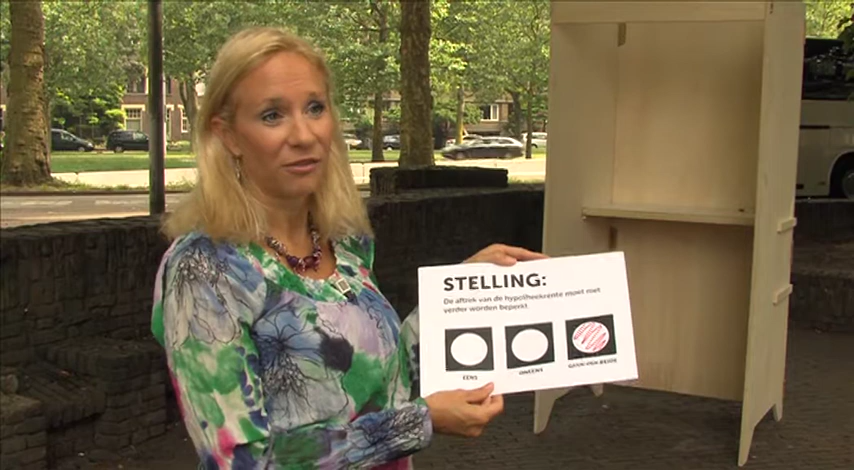 STELLING:
De aftrek van de hypotheekrente moet niet
verder worden beperkt.
EENS
ONEENS
GEEN VAN BEIDE